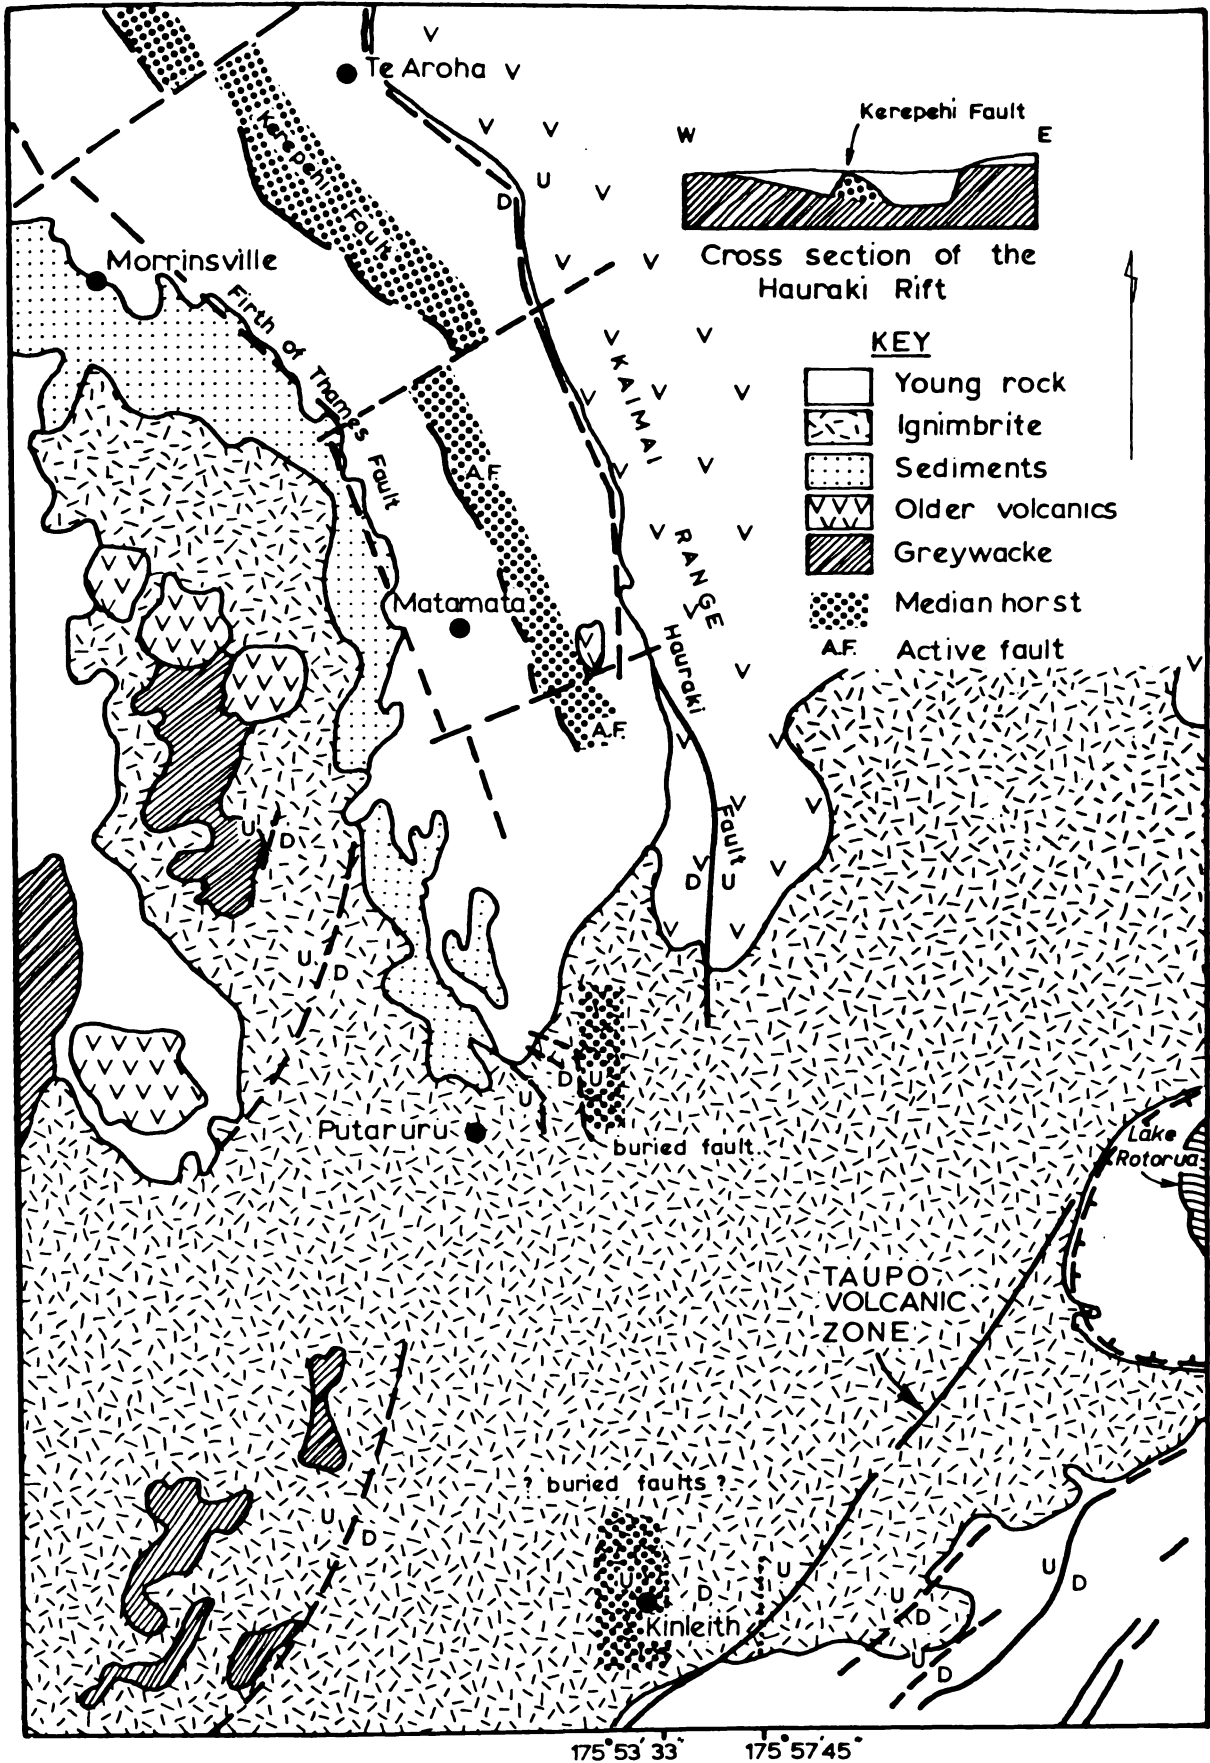 Te Aroha
Kerepehi Fault
Kerepehi Fault
W
E
Cross section of the
Hauraki Rift
U
D
Morrinsville
Firth of Thames Fault
KAIMAI RANGE
KEY
Young rock
Ignimbrite
Sediments
Older volcanics
Greywacke
Median horst
A.F. Active fault
A.F.
Matamata
Hauraki Fault
A.F.
U D
D U
U D
D U
U
Putaruru
buried fault.
Lake
Rotorua
TAUPO
VOLCANIC
ZONE
? buried faults ?
U D
U D
U
U D
U D
Kinleith
U D
175°53'33"
175°57'45"